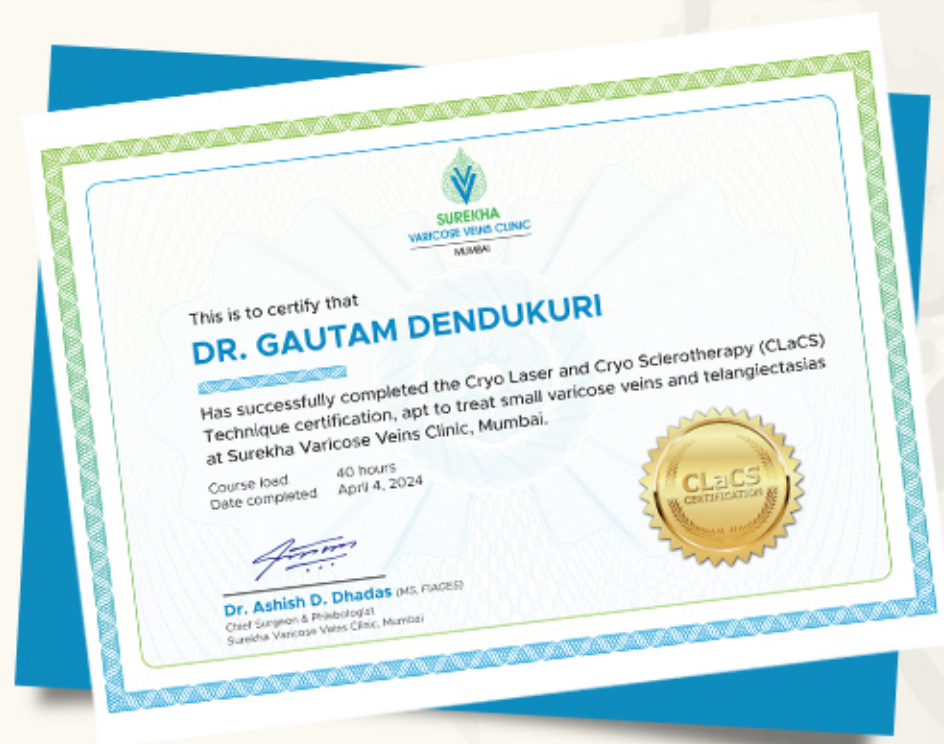 SUREKHA
VARICOSE VEINS CLINIC
MUMBAI
This is to certify that
DR. GAUTAM DENDUKURI
Has successfully completed the Cryo Laser and Cryo Sclerotherapy (CLaCS)
Technique certification, apt to treat small varicose veins and telangiectasias
at Surekha Varicose Veins Clinic, Mumbai.
Course load 40 hours
Date completed April 4, 2024
CLaCS
CERTIFICATION
Dr. Ashish D. Dhadas (MS, FIAGES)
Chief Surgeon & Phlebologist
Surekha Varicose Veins Clinic, Mumbai